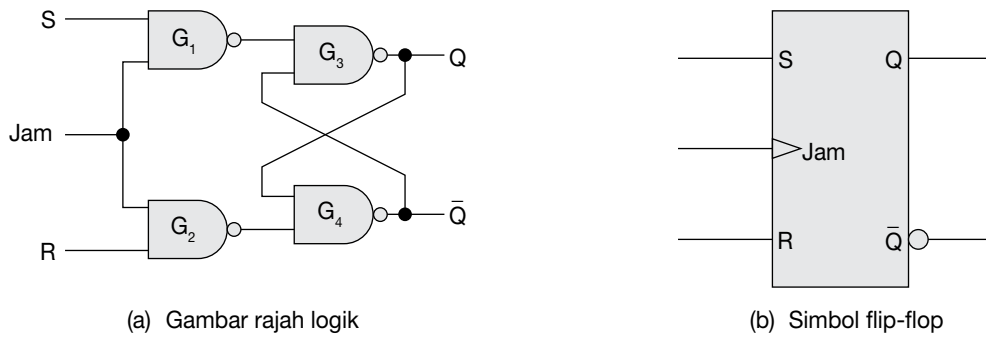 S
G1
G3
Q
Jam
G2
G4
Q̄
R
(a) Gambar rajah logik
S Q
Jam
R Q̄
(b) Simbol flip-flop